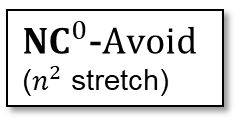 NC⁰-Avoid
(n² stretch)